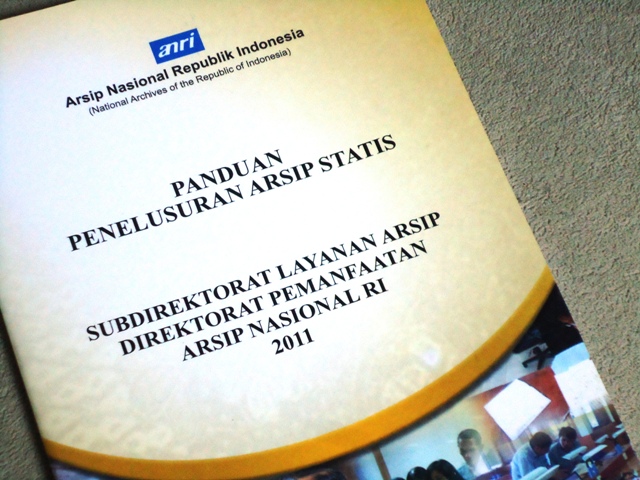 anri
Arsip Nasional Republik Indonesia
(National Archives of the Republic of Indonesia)
PANDUAN
PENELUSURAN ARSIP STATIS
SUBDIREKTORAT LAYANAN ARSIP
DIREKTORAT PEMANFAATAN
ARSIP NASIONAL RI
2011